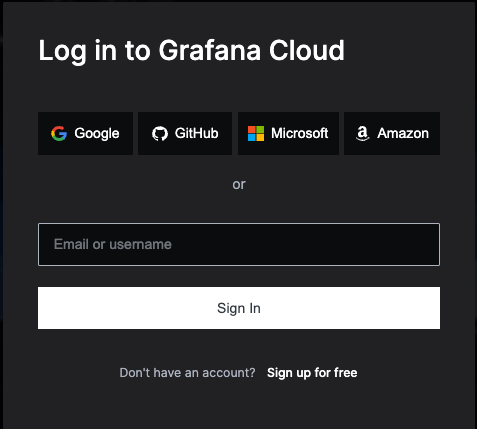 Log in to Grafana Cloud
Google GitHub Microsoft Amazon
or
Email or username
Sign In
Don't have an account? Sign up for free